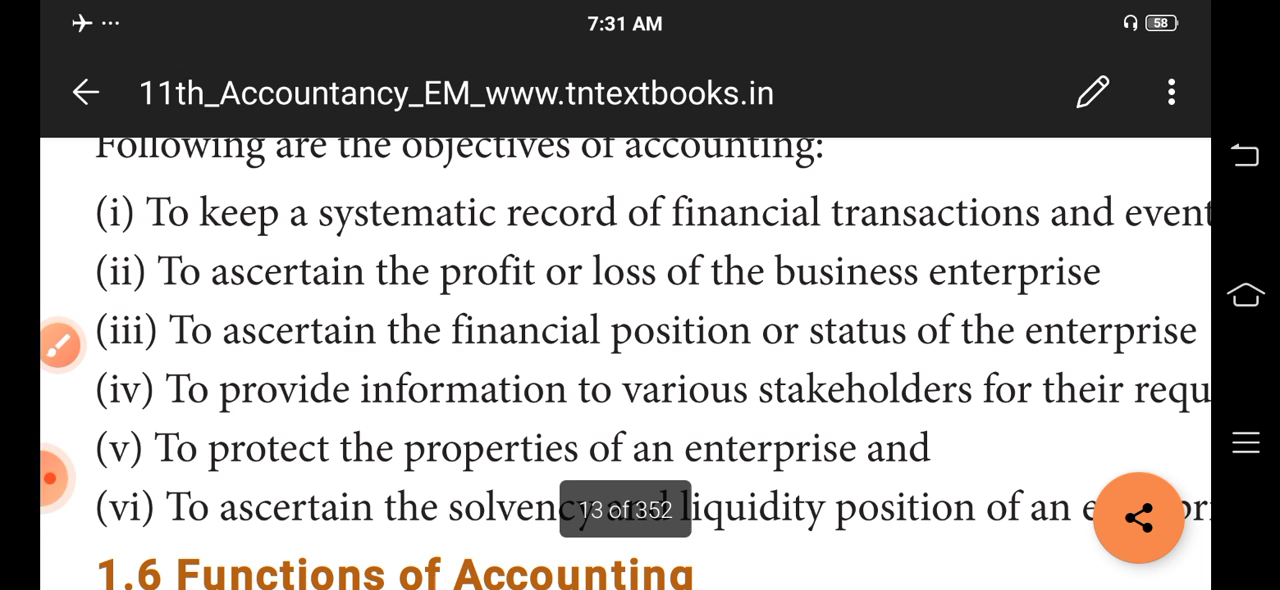 7:31 AM
58
11th_Accountancy_EM_www.tntextbooks.in
Following are the objectives of accounting:
(i) To keep a systematic record of financial transactions and event
(ii) To ascertain the profit or loss of the business enterprise
(iii) To ascertain the financial position or status of the enterprise
(iv) To provide information to various stakeholders for their requ
(v) To protect the properties of an enterprise and
(vi) To ascertain the solvency and liquidity position of an e pri
13 of 352
1.6 Functions of Accounting